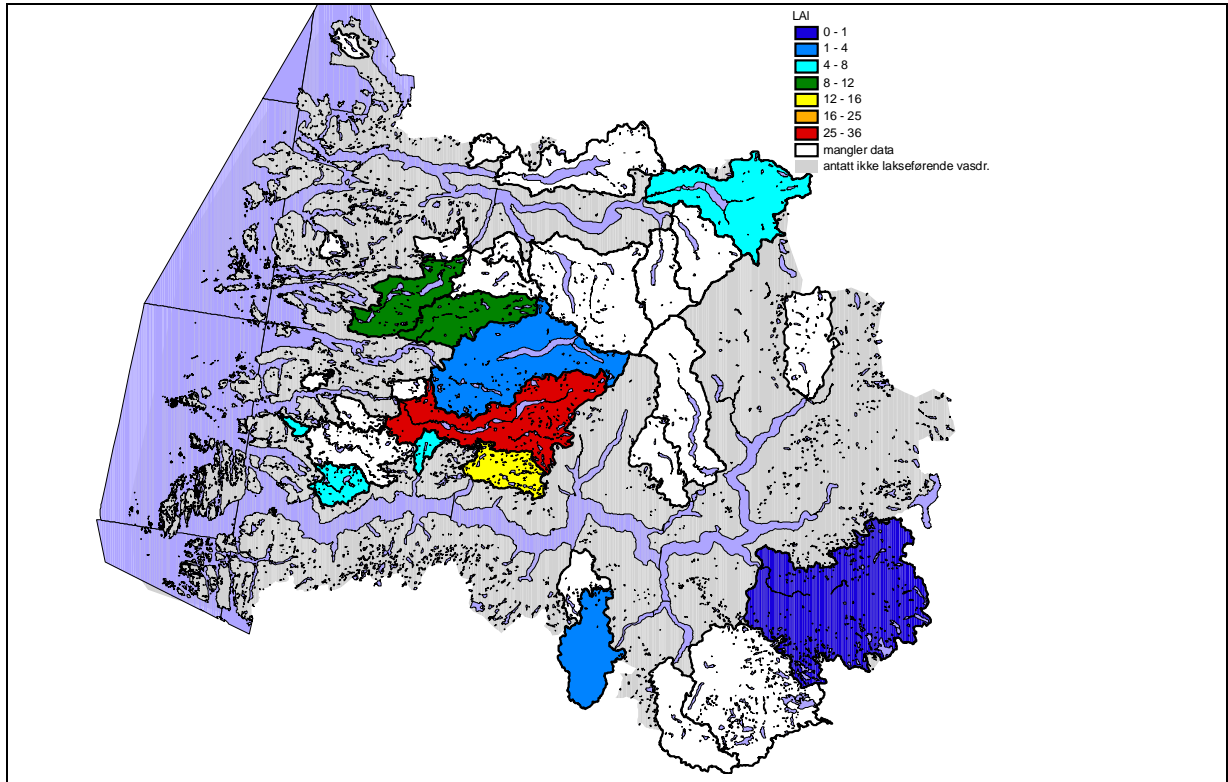 LAI
0 - 1
1 - 4
4 - 8
8 - 12
12 - 16
16 - 25
25 - 36
mangler data
antatt ikke lakseførende vasdr.